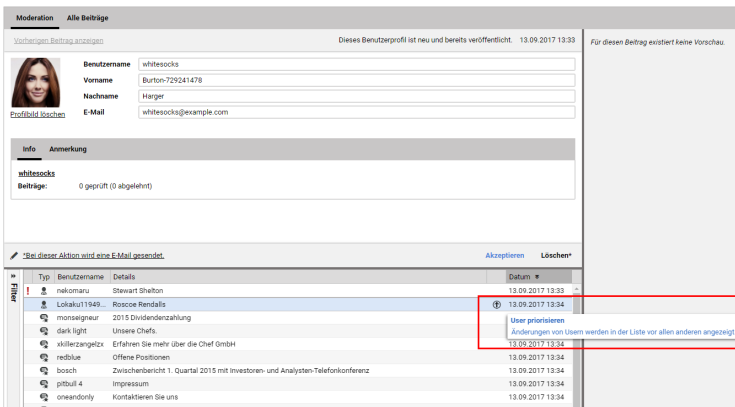 Moderation Alle Beiträge
Vorherigen Beitrag anzeigen Dieses Benutzerprofil ist neu und bereits veröffentlicht. 13.09.2017 13:33
Für diesen Beitrag existiert keine Vorschau.
Benutzername whitesocks
Vorname Burton-729241478
Nachname Harger
E-Mail whitesocks@example.com
Profilbild löschen
Info Anmerkung
whitesocks
Beiträge: 0 geprüft (0 abgelehnt)
*Bei dieser Aktion wird eine E-Mail gesendet. Akzeptieren Löschen*
Filter
Typ Benutzername Details Datum
! nekomaru Stewart Shelton 13.09.2017 13:33
Lokaku11949... Roscoe Rendalls 13.09.2017 13:34
monseigneur 2015 Dividendenzahlung
User priorisieren
dark light Unsere Chefs.
Änderungen von Usern werden in der Liste vor allen anderen angezeigt
xkillerzangelzx Erfahren Sie mehr über die Chef GmbH 13.09.2017 13:34
redblue Offene Positionen 13.09.2017 13:34
bosch Zwischenbericht 1. Quartal 2015 mit Investoren- und Analysten-Telefonkonferenz 13.09.2017 13:34
pitbull 4 Impressum 13.09.2017 13:34
oneandonly Kontaktieren Sie uns 13.09.2017 13:34